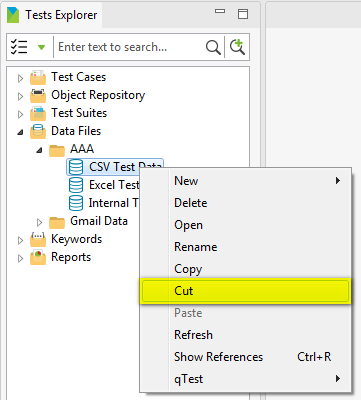 Tests Explorer
Enter text to search...
Test Cases
Object Repository
Test Suites
Data Files
AAA
CSV Test Data
Excel Test
Internal T
Gmail Data
Keywords
Reports
New
Delete
Open
Rename
Copy
Cut
Paste
Refresh
Show References Ctrl+R
qTest